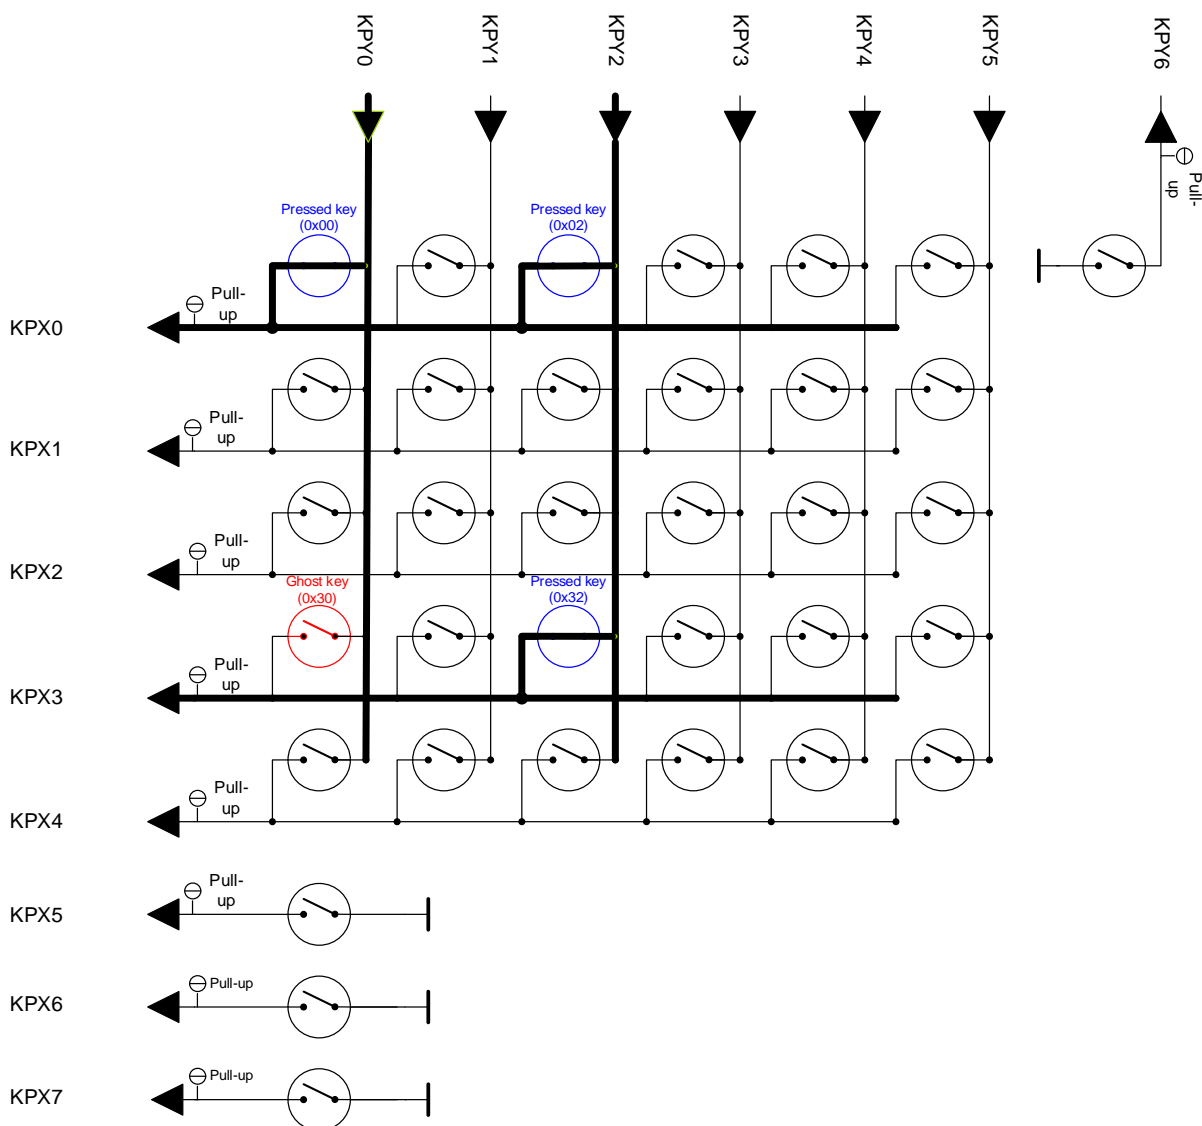 KPY0
KPY1
KPY2
KPY3
KPY4
KPY5
KPY6
Pull-
up
Pressed key
(0x00)
Pressed key
(0x02)
Pull-
up
KPX0
Pull-
up
KPX1
Pull-
up
KPX2
Ghost key
(0x30)
Pressed key
(0x32)
Pull-
up
KPX3
Pull-
up
KPX4
Pull-
up
KPX5
Pull-up
KPX6
Pull-up
KPX7